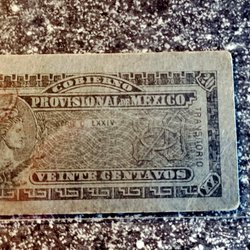 GOBIERNO
PROVISIONAL DE MEXICO
LXXIV
TRANSITORIO
VEINTE CENTAVOS